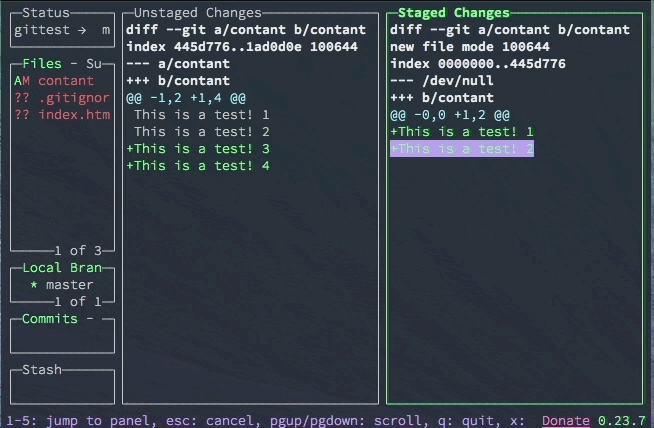 Status
gittest → m
Files - Su
AM contant
?? .gitignor
?? index.htm
1 of 3
Local Bran
* master
1 of 1
Commits -
Stash
Unstaged Changes
diff --git a/contant b/contant
index 445d776..1ad0d0e 100644
--- a/contant
+++ b/contant
@@ -1,2 +1,4 @@
This is a test! 1
This is a test! 2
+This is a test! 3
+This is a test! 4
Staged Changes
diff --git a/contant b/contant
new file mode 100644
index 0000000..445d776
--- /dev/null
+++ b/contant
@@ -0,0 +1,2 @@
+This is a test! 1
+This is a test! 2
1-5: jump to panel, esc: cancel, pgup/pgdown: scroll, q: quit, x: Donate 0.23.7